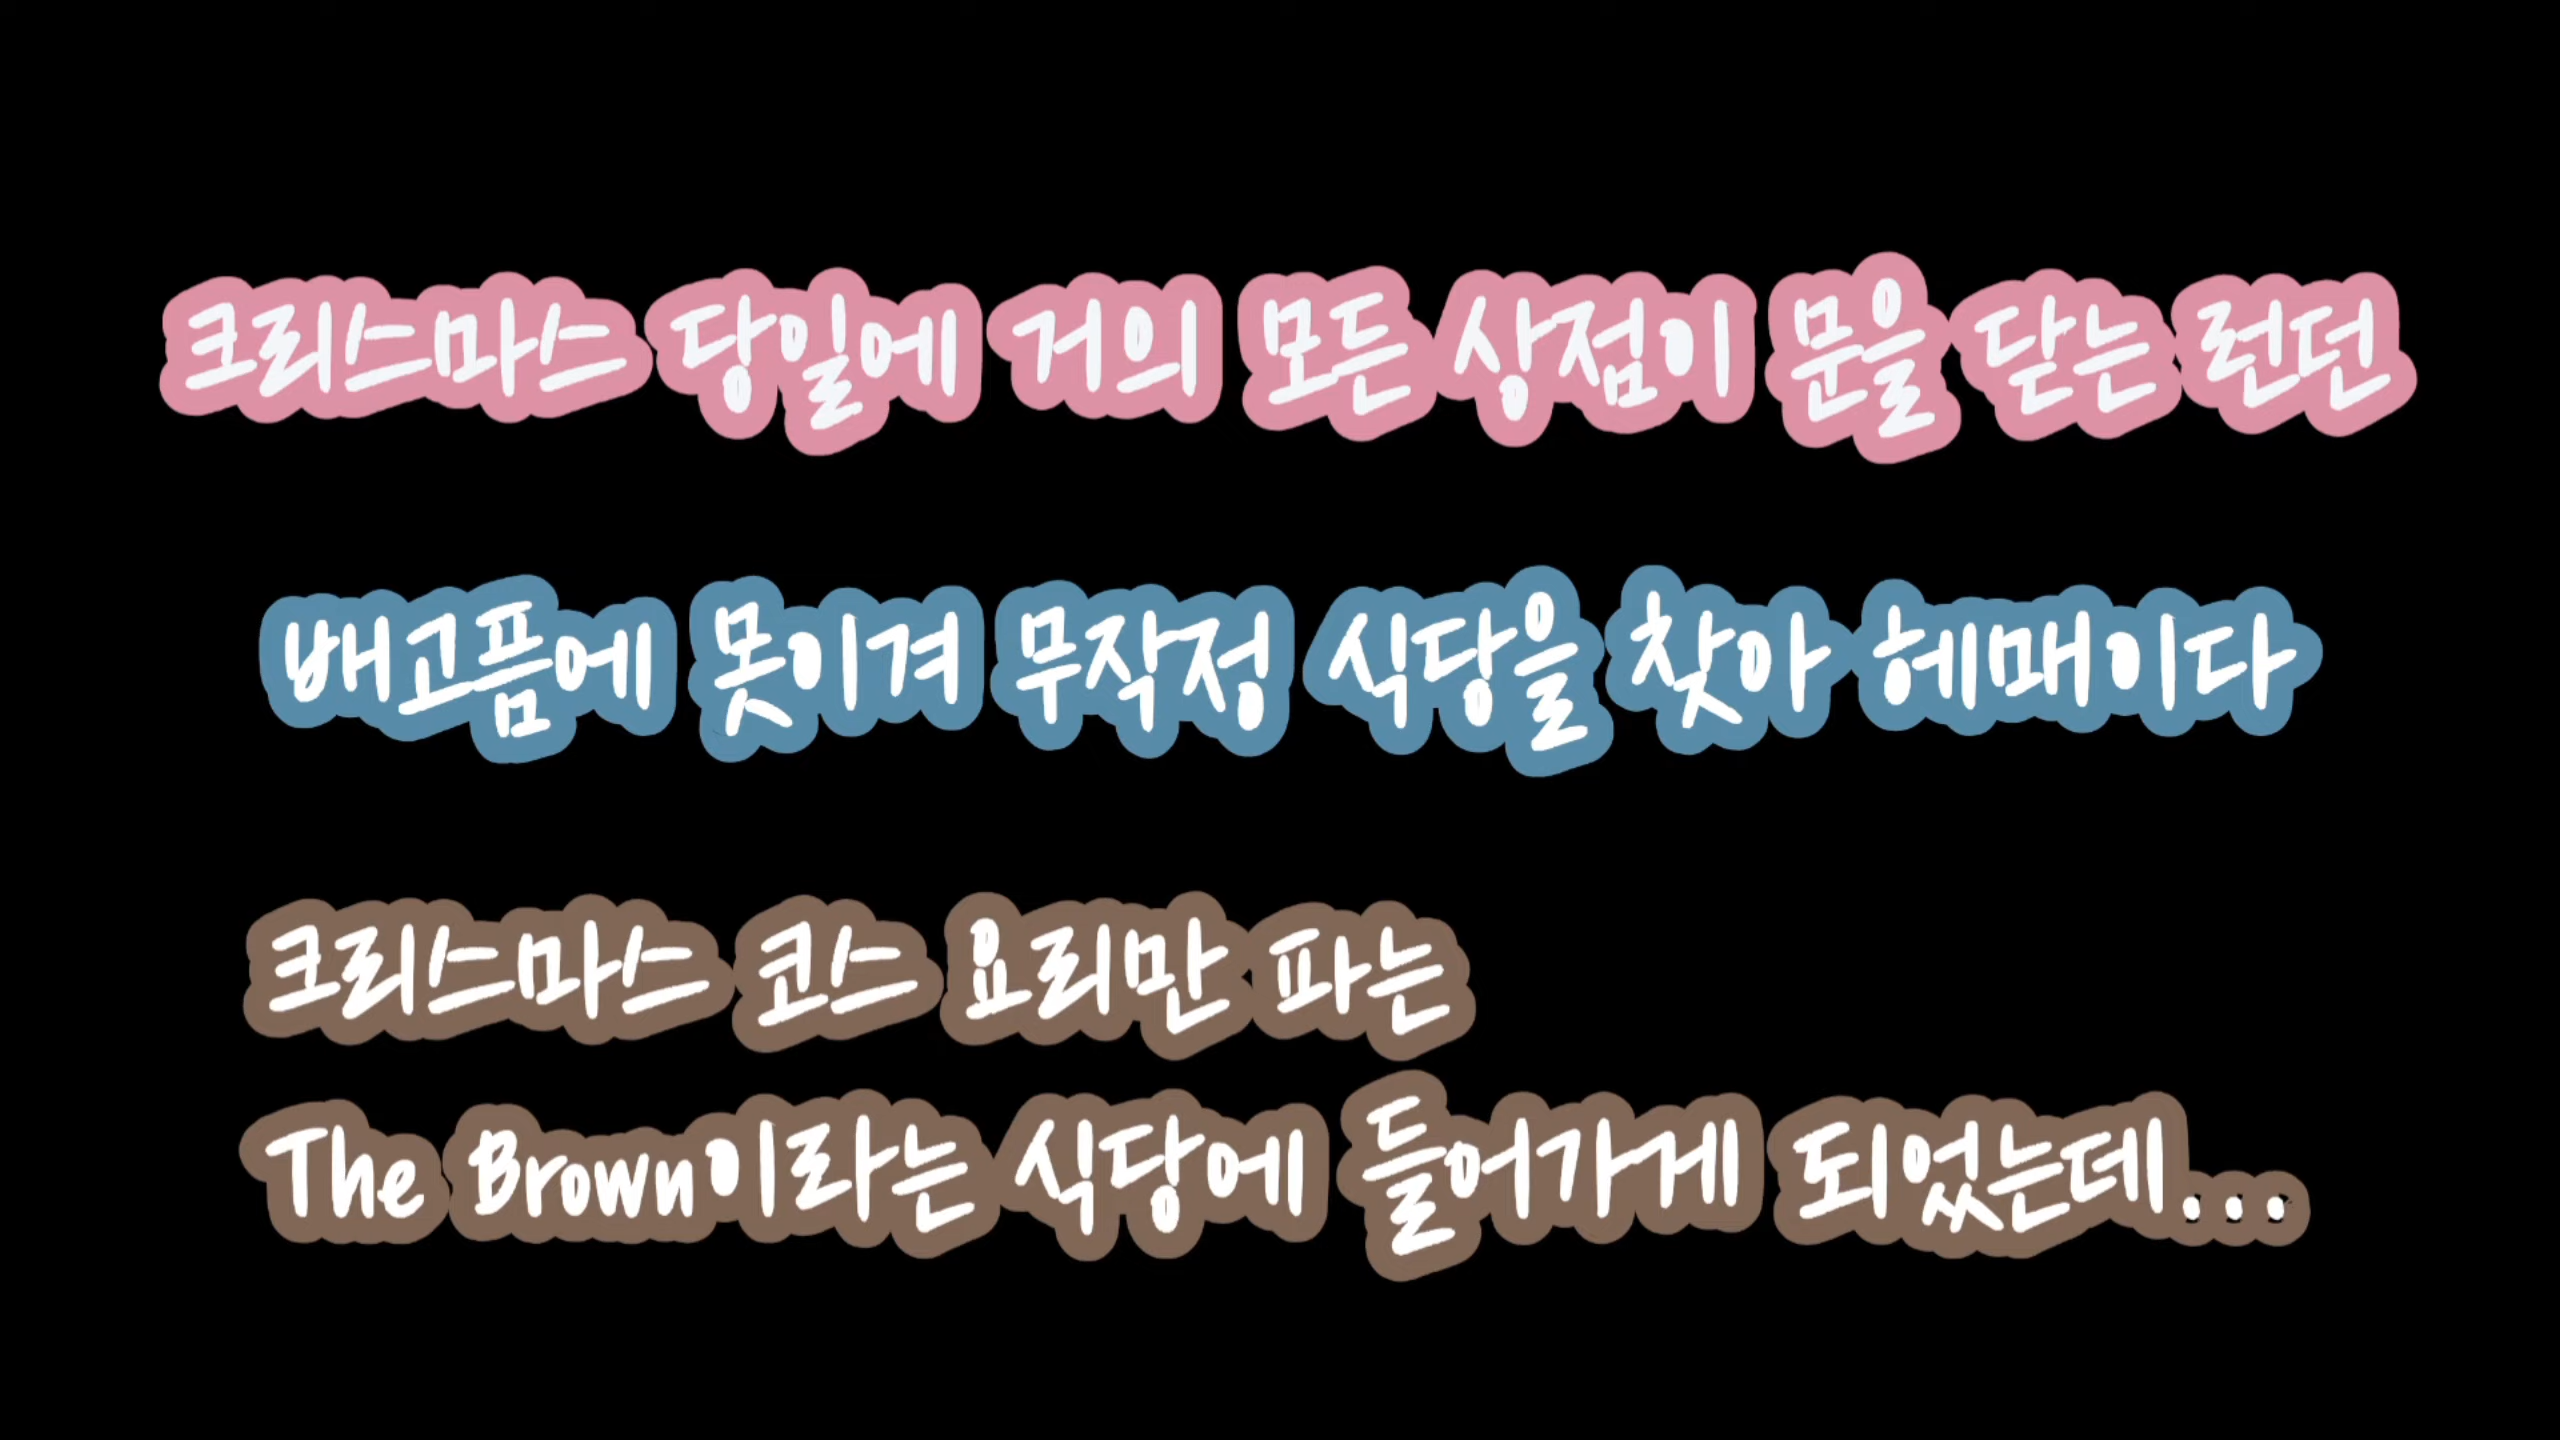 크리스마스 당일에 거의 모든 상점이 문을 닫는 런던
배고픔에 못이겨 무작정 식당을 찾아 헤매이다
크리스마스 코스 요리만 파는
The Brown이라는 식당에 들어가게 되었는데...